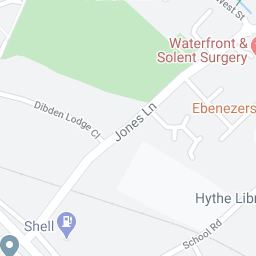 West St
Waterfront &
Solent Surgery
Ebenezers
Dibden Lodge Cl
Jones Ln
Hythe Libr
School Rd
Shell